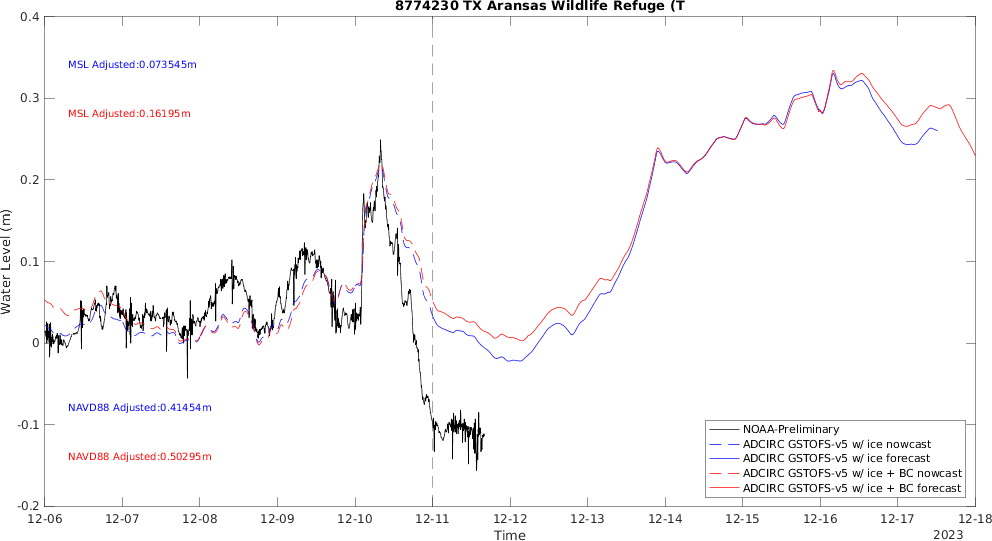 8774230 TX Aransas Wildlife Refuge (T
Water Level (m)
0.4
0.3
0.2
0.1
0
-0.1
-0.2
MSL Adjusted:0.073545m
MSL Adjusted:0.16195m
NAVD88 Adjusted:0.41454m
NAVD88 Adjusted:0.50295m
NOAA-Preliminary
ADCIRC GSTOFS-v5 w/ ice nowcast
ADCIRC GSTOFS-v5 w/ ice forecast
ADCIRC GSTOFS-v5 w/ ice + BC nowcast
ADCIRC GSTOFS-v5 w/ ice + BC forecast
12-06 12-07 12-08 12-09 12-10 12-11 12-12 12-13 12-14 12-15 12-16 12-17 12-18
Time
2023